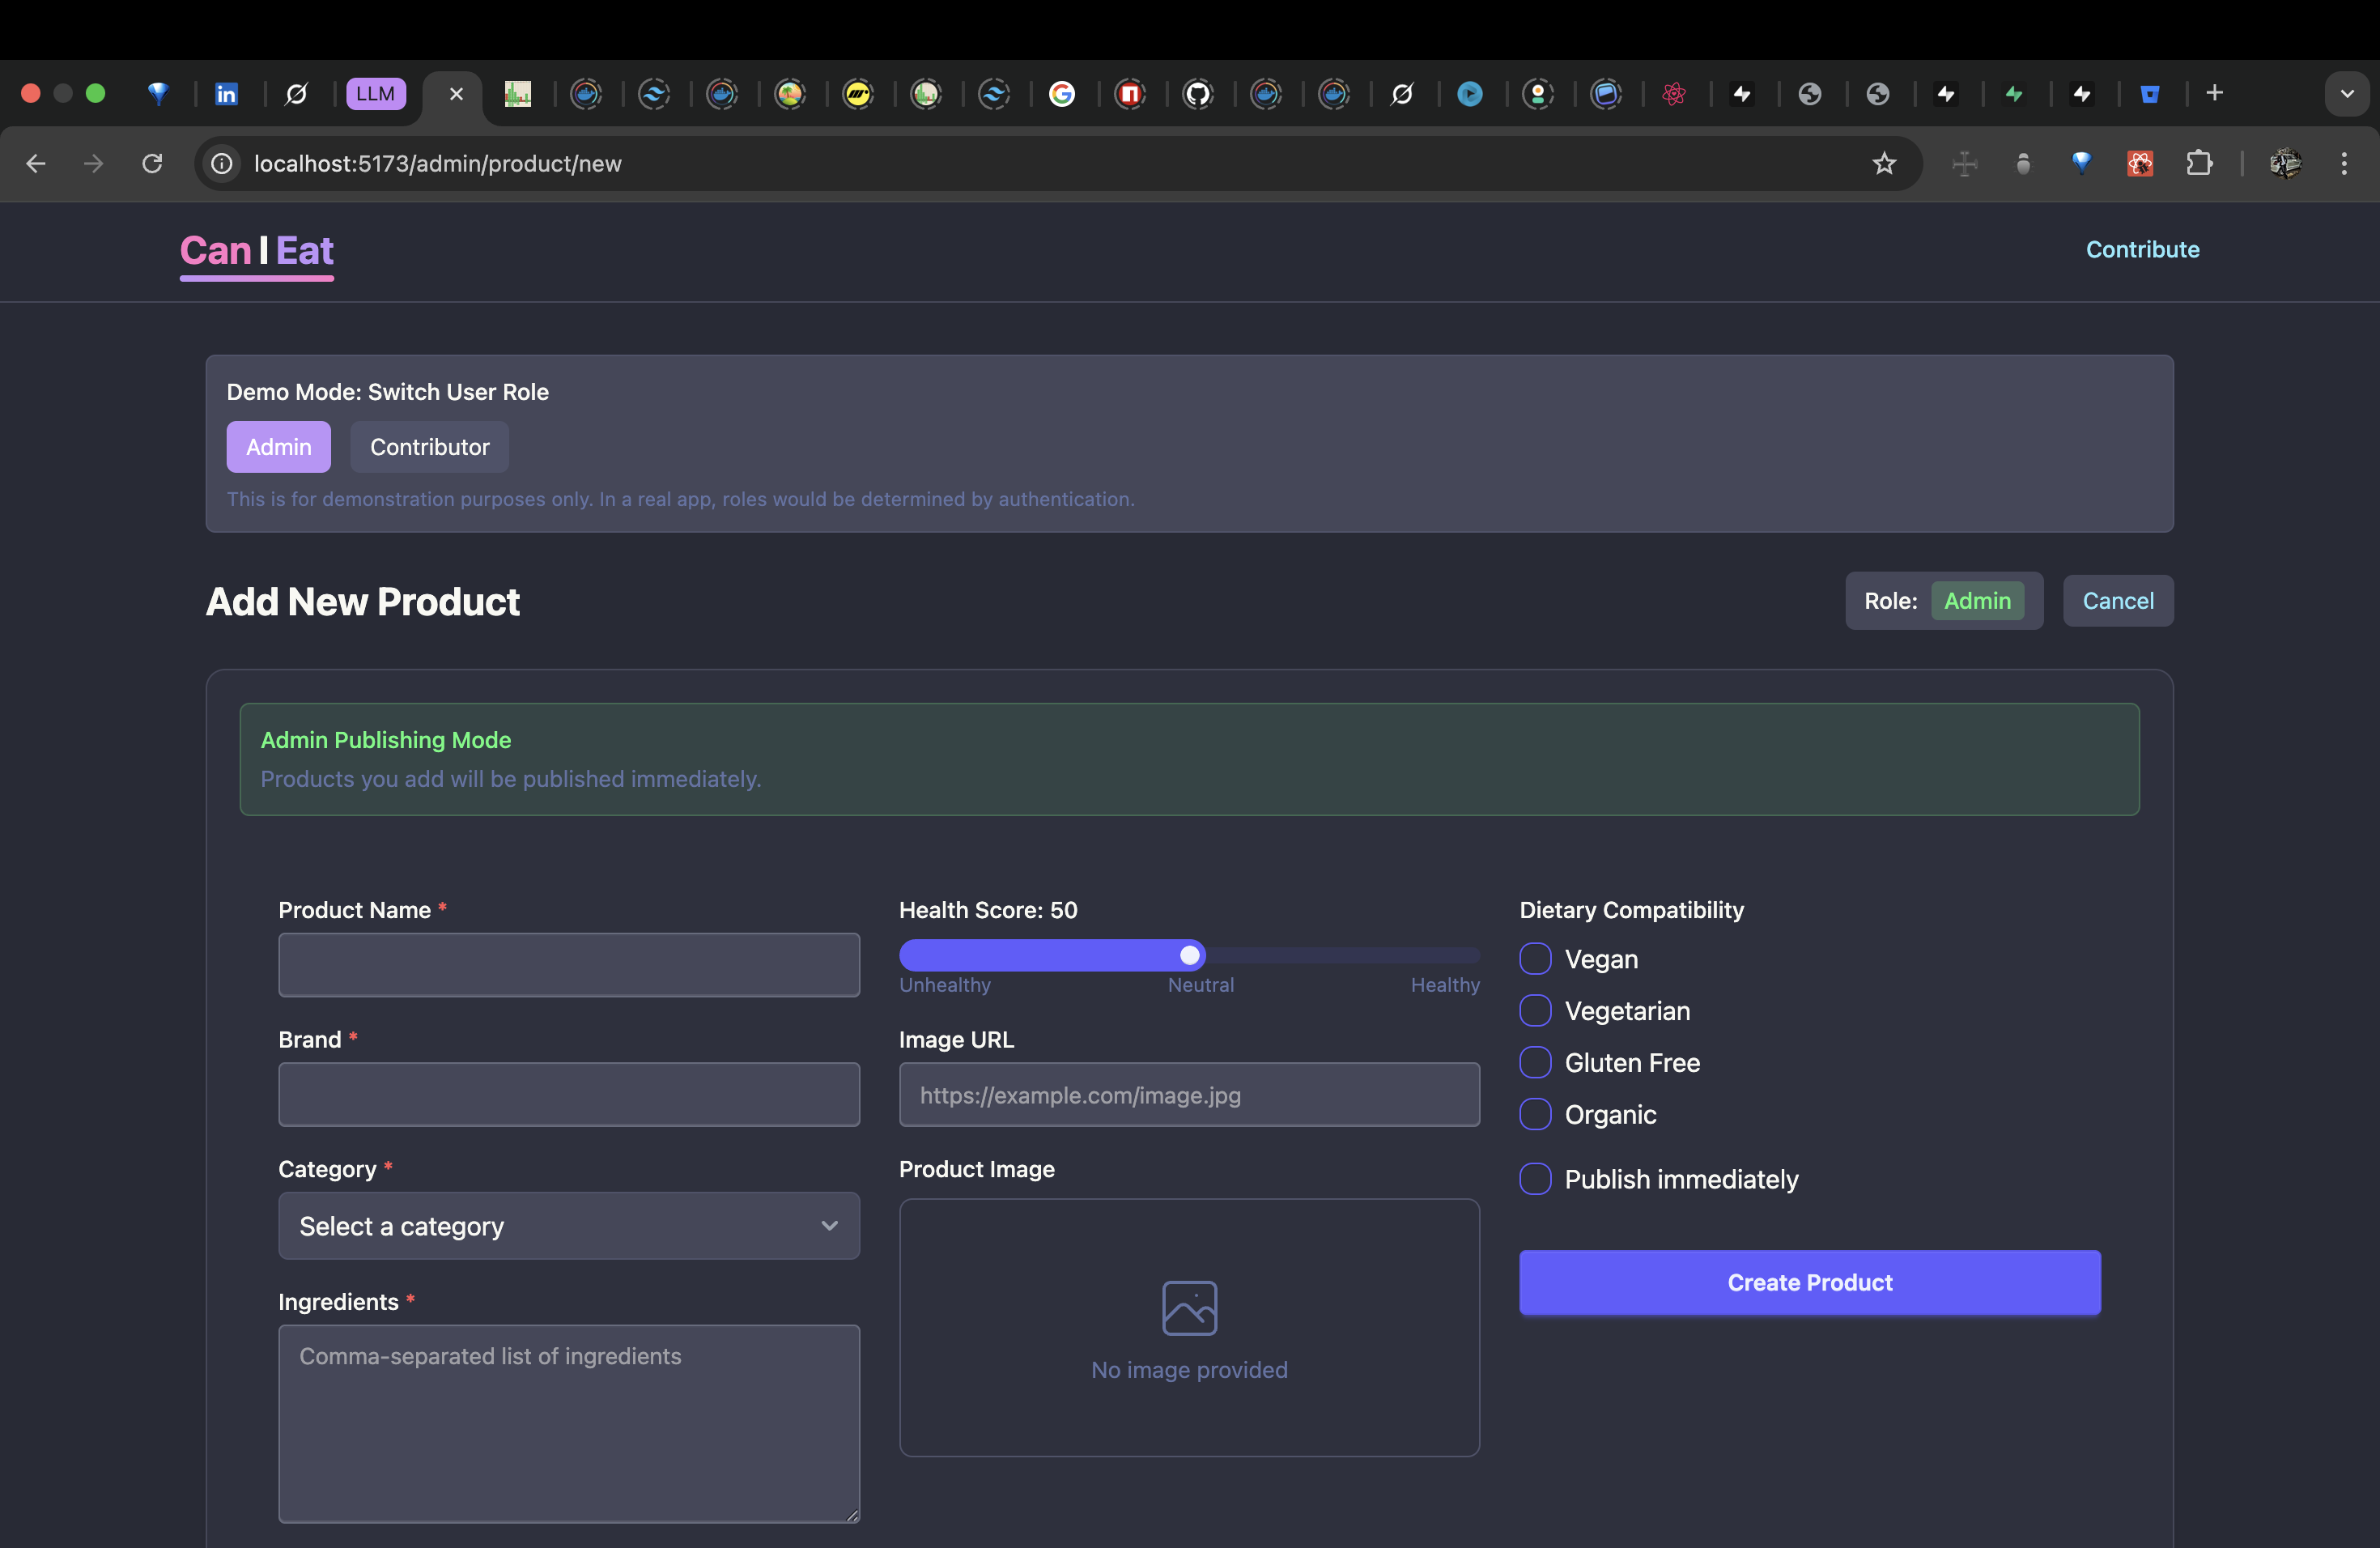 LLM
localhost:5173/admin/product/new
Can I Eat
Contribute
Demo Mode: Switch User Role
Admin
Contributor
This is for demonstration purposes only. In a real app, roles would be determined by authentication.
Add New Product
Role: Admin
Cancel
Admin Publishing Mode
Products you add will be published immediately.
Product Name *
Brand *
Category *
Select a category
Ingredients *
Comma-separated list of ingredients
Health Score: 50
Unhealthy
Neutral
Healthy
Image URL
https://example.com/image.jpg
Product Image
No image provided
Dietary Compatibility
Vegan
Vegetarian
Gluten Free
Organic
Publish immediately
Create Product